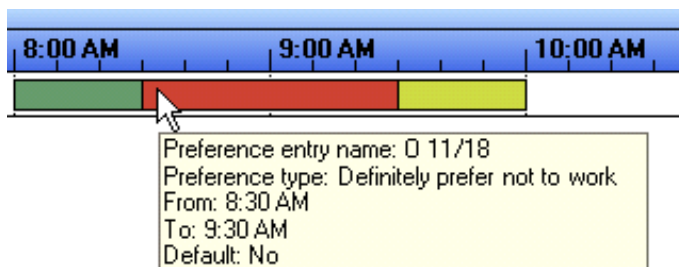 8:00 AM 9:00 AM 10:00 AM
Preference entry name: O 11/18
Preference type: Definitely prefer not to work
From: 8:30 AM
To: 9:30 AM
Default: No